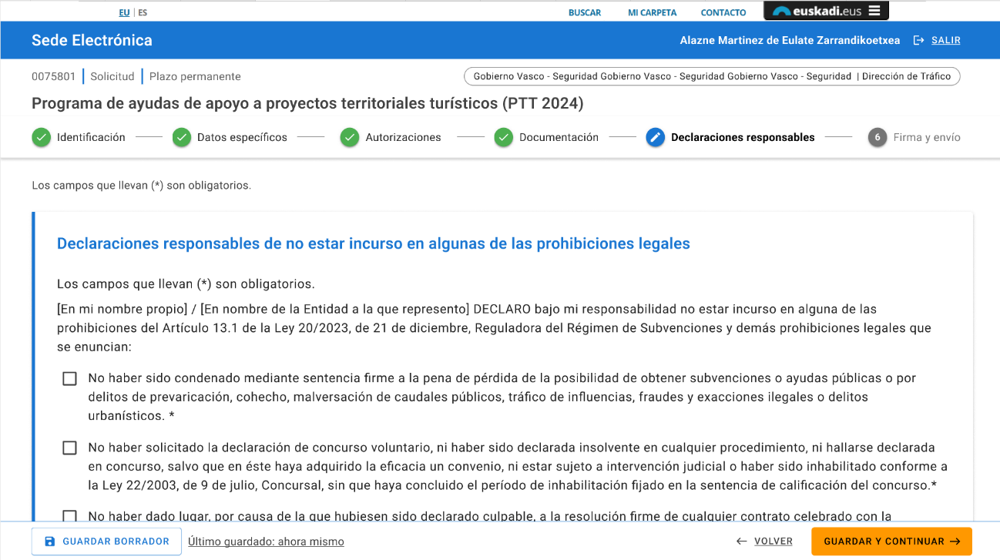 EU | ES
BUSCAR
MI CARPETA
CONTACTO
euskadi.eus
Sede Electrónica
Alazne Martinez de Eulate Zarrandikoetxea
SALIR
0075801 | Solicitud | Plazo permanente
Gobierno Vasco - Seguridad Gobierno Vasco - Seguridad Gobierno Vasco - Seguridad | Dirección de Tráfico
Programa de ayudas de apoyo a proyectos territoriales turísticos (PTT 2024)
Identificación
Datos específicos
Autorizaciones
Documentación
Declaraciones responsables
6 Firma y envío
Los campos que llevan (*) son obligatorios.
Declaraciones responsables de no estar incurso en algunas de las prohibiciones legales
Los campos que llevan (*) son obligatorios.
[En mi nombre propio] / [En nombre de la Entidad a la que represento] DECLARO bajo mi responsabilidad no estar incurso en alguna de las
prohibiciones del Artículo 13.1 de la Ley 20/2023, de 21 de diciembre, Reguladora del Régimen de Subvenciones y demás prohibiciones legales que
se enuncian:
No haber sido condenado mediante sentencia firme a la pena de pérdida de la posibilidad de obtener subvenciones o ayudas públicas o por
delitos de prevaricación, cohecho, malversación de caudales públicos, tráfico de influencias, fraudes y exacciones ilegales o delitos
urbanísticos. *
No haber solicitado la declaración de concurso voluntario, ni haber sido declarada insolvente en cualquier procedimiento, ni hallarse declarada
en concurso, salvo que en éste haya adquirido la eficacia un convenio, ni estar sujeto a intervención judicial o haber sido inhabilitado conforme a
la Ley 22/2003, de 9 de julio, Concursal, sin que haya concluido el período de inhabilitación fijado en la sentencia de calificación del concurso.*
No haber dado lugar, por causa de la que hubiesen sido declarado culpable, a la resolución firme de cualquier contrato celebrado con la
GUARDAR BORRADOR
Último guardado: ahora mismo
VOLVER
GUARDAR Y CONTINUAR